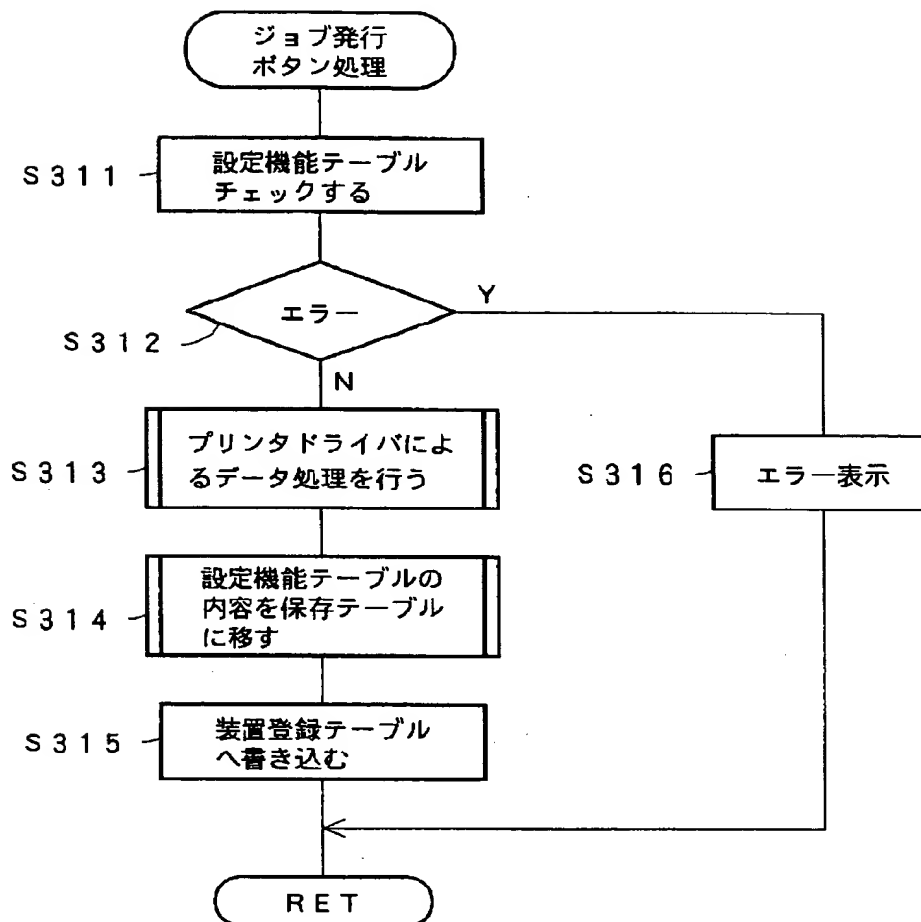 ジョブ発行
ボタン処理
S311
設定機能テーブル
チェックする
エラー
Y
S312
N
S313
プリンタドライバによ
るデータ処理を行う
S316
エラー表示
S314
設定機能テーブルの
内容を保存テーブル
に移す
S315
装置登録テーブル
へ書き込む
RET